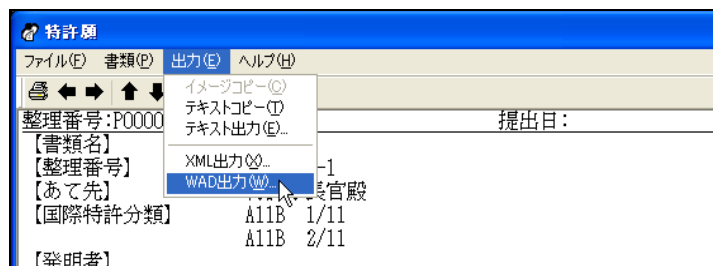 特許願
ファイル(F) 書類(P) 出力(E) ヘルプ(H)
イメージコピー(C)
テキストコピー(T)
テキスト出力(E)...
XML出力(X)...
WAD出力(W)...
整理番号:P0000 提出日:
【書類名】
【整理番号】 -1
【あて先】 長官殿
【国際特許分類】 A11B 1/11
A11B 2/11
【発明者】